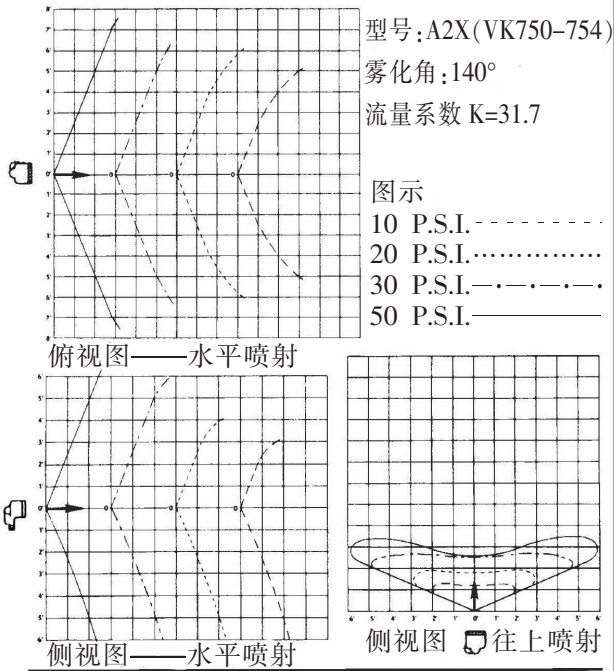 型号:A2X(VK750-754)
雾化角:140°
流量系数 K=31.7
图示
10 P.S.I.
20 P.S.I.
30 P.S.I.
50 P.S.I.
俯视图——水平喷射
侧视图——水平喷射
侧视图 往上喷射